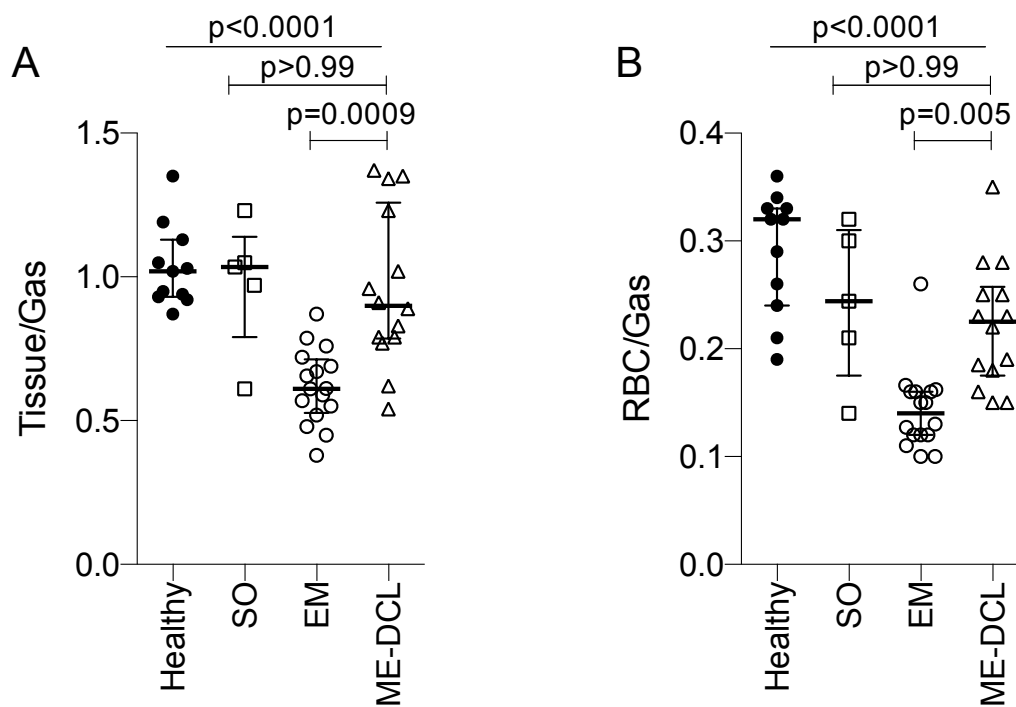 A
p<0.0001
p>0.99
p=0.0009
1.5
1.0
0.5
0.0
Tissue/Gas
Healthy
SO
EM
ME-DCL
B
p<0.0001
p>0.99
p=0.005
0.4
0.3
0.2
0.1
0.0
RBC/Gas
Healthy
SO
EM
ME-DCL